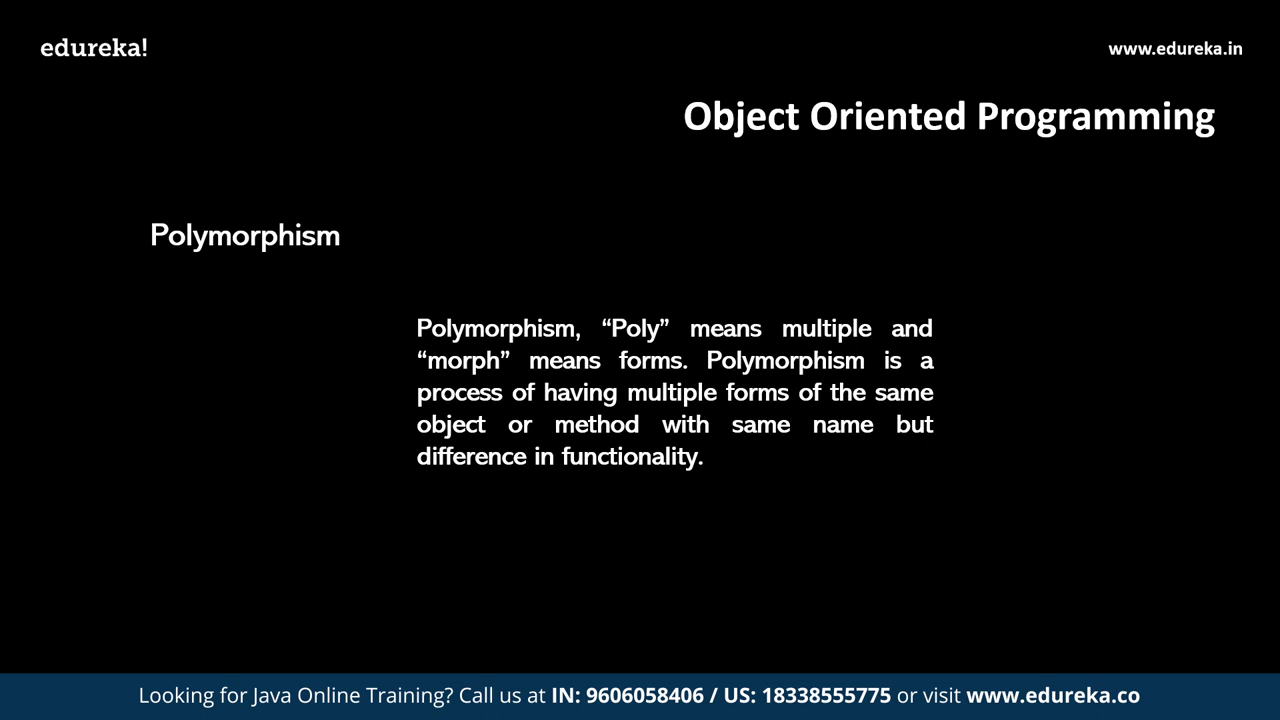 edureka!
www.edureka.in
Object Oriented Programming
Polymorphism
Polymorphism, “Poly” means multiple and
“morph” means forms. Polymorphism is a
process of having multiple forms of the same
object or method with same name but
difference in functionality.
Looking for Java Online Training? Call us at IN: 9606058406 / US: 18338555775 or visit www.edureka.co